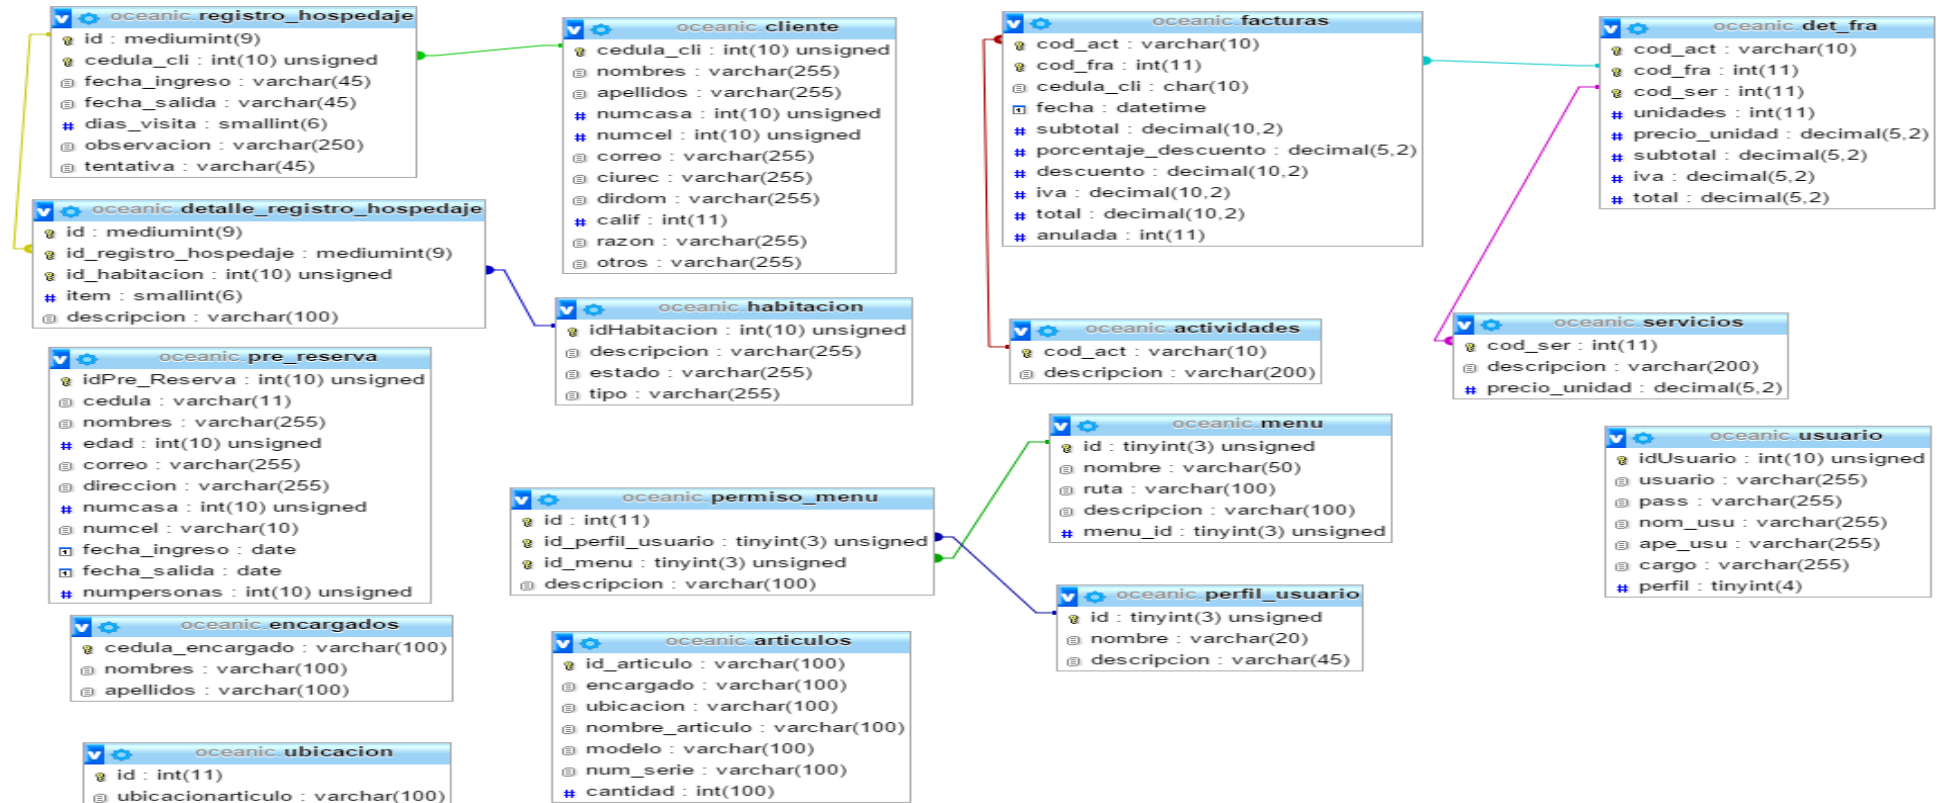 oceanic.registro_hospedaje
id : mediumint(9)
cedula_cli : int(10) unsigned
fecha_ingreso : varchar(45)
fecha_salida : varchar(45)
dias_visita : smallint(6)
observacion : varchar(250)
tentativa : varchar(45)
oceanic.cliente
cedula_cli : int(10) unsigned
nombres : varchar(255)
apellidos : varchar(255)
numcasa : int(10) unsigned
numcel : int(10) unsigned
correo : varchar(255)
ciurec : varchar(255)
dirdom : varchar(255)
calif : int(11)
razon : varchar(255)
otros : varchar(255)
oceanic.facturas
cod_act : varchar(10)
cod_fra : int(11)
cedula_cli : char(10)
fecha : datetime
subtotal : decimal(10,2)
porcentaje_descuento : decimal(5,2)
descuento : decimal(10,2)
iva : decimal(10,2)
total : decimal(10,2)
anulada : int(11)
oceanic.det_fra
cod_act : varchar(10)
cod_fra : int(11)
cod_ser : int(11)
unidades : int(11)
precio_unidad : decimal(5,2)
subtotal : decimal(5,2)
iva : decimal(5,2)
total : decimal(5,2)
oceanic.detalle_registro_hospedaje
id : mediumint(9)
id_registro_hospedaje : mediumint(9)
id_habitacion : int(10) unsigned
item : smallint(6)
descripcion : varchar(100)
oceanic.habitacion
idHabitacion : int(10) unsigned
descripcion : varchar(255)
estado : varchar(255)
tipo : varchar(255)
oceanic.actividades
cod_act : varchar(10)
descripcion : varchar(200)
oceanic.servicios
cod_ser : int(11)
descripcion : varchar(200)
precio_unidad : decimal(5,2)
oceanic.pre_reserva
idPre_Reserva : int(10) unsigned
cedula : varchar(11)
nombres : varchar(255)
edad : int(10) unsigned
correo : varchar(255)
direccion : varchar(255)
numcasa : int(10) unsigned
numcel : varchar(10)
fecha_ingreso : date
fecha_salida : date
numpersonas : int(10) unsigned
oceanic.menu
id : tinyint(3) unsigned
nombre : varchar(50)
ruta : varchar(100)
descripcion : varchar(100)
menu_id : tinyint(3) unsigned
oceanic.usuario
idUsuario : int(10) unsigned
usuario : varchar(255)
pass : varchar(255)
nom_usu : varchar(255)
ape_usu : varchar(255)
cargo : varchar(255)
perfil : tinyint(4)
oceanic.permiso_menu
id : int(11)
id_perfil_usuario : tinyint(3) unsigned
id_menu : tinyint(3) unsigned
descripcion : varchar(100)
oceanic.perfil_usuario
id : tinyint(3) unsigned
nombre : varchar(20)
descripcion : varchar(45)
oceanic.encargados
cedula_encargado : varchar(100)
nombres : varchar(100)
apellidos : varchar(100)
oceanic.articulos
id_articulo : varchar(100)
encargado : varchar(100)
ubicacion : varchar(100)
nombre_articulo : varchar(100)
modelo : varchar(100)
num_serie : varchar(100)
cantidad : int(100)
oceanic.ubicacion
id : int(11)
ubicacionarticulo : varchar(100)